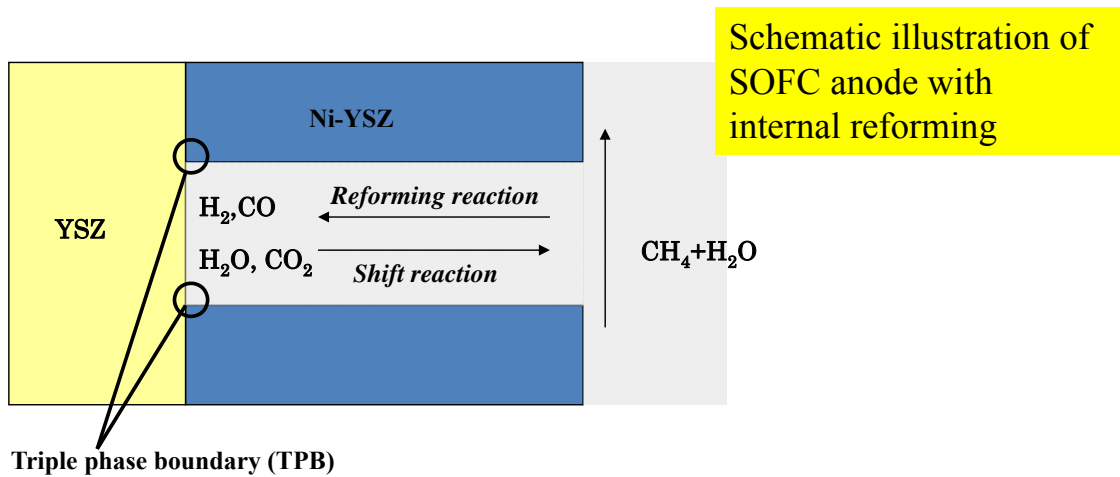 Schematic illustration of
SOFC anode with
internal reforming
Ni-YSZ
YSZ
H₂,CO
Reforming reaction
H₂O, CO₂
Shift reaction
CH₄+H₂O
Triple phase boundary (TPB)